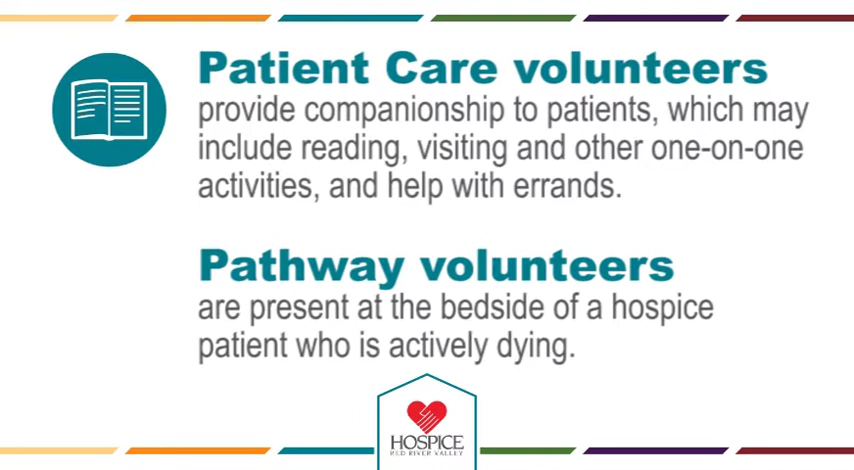 Patient Care volunteers
provide companionship to patients, which may
include reading, visiting and other one-on-one
activities, and help with errands.
Pathway volunteers
are present at the bedside of a hospice
patient who is actively dying.
HOSPICE
RED RIVER VALLEY